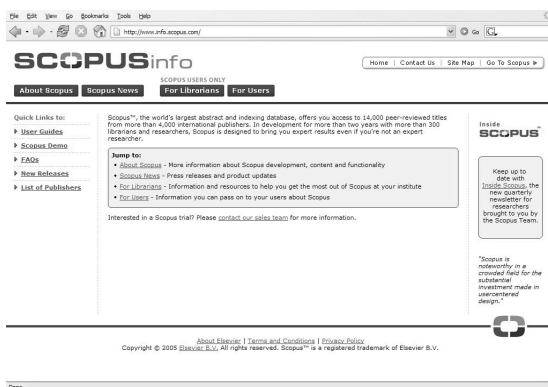 File Edit View Go Bookmarks Tools Help
http://www.info.scopus.com/
Go
SCOPUSinfo
Home | Contact Us | Site Map | Go To Scopus
SCOPUS USERS ONLY
About Scopus Scopus News For Librarians For Users
Quick Links to:
User Guides
Scopus Demo
FAQs
New Releases
List of Publishers
Scopus™, the world's largest abstract and indexing database, offers you access to 14,000 peer-reviewed titles
from more than 4,000 international publishers. In development for more than two years with more than 300
librarians and researchers, Scopus is designed to bring you expert results even if you're not an expert
researcher.
Jump to:
• About Scopus - More information about Scopus development, content and functionality
• Scopus News - Press releases and product updates
• For Librarians - Information and resources to help you get the most out of Scopus at your institute
• For Users - Information you can pass on to your users about Scopus
Interested in a Scopus trial? Please contact our sales team for more information.
Inside
SCOPUS™
Keep up to
date with
Inside Scopus, the
new quarterly
newsletter for
researchers
brought to you by
the Scopus Team.
"Scopus is
noteworthy in a
crowded field for the
substantial
investment made in
usercentered
design."
About Elsevier | Terms and Conditions | Privacy Policy
Copyright © 2005 Elsevier B.V. All rights reserved. Scopus™ is a registered trademark of Elsevier B.V.
Done